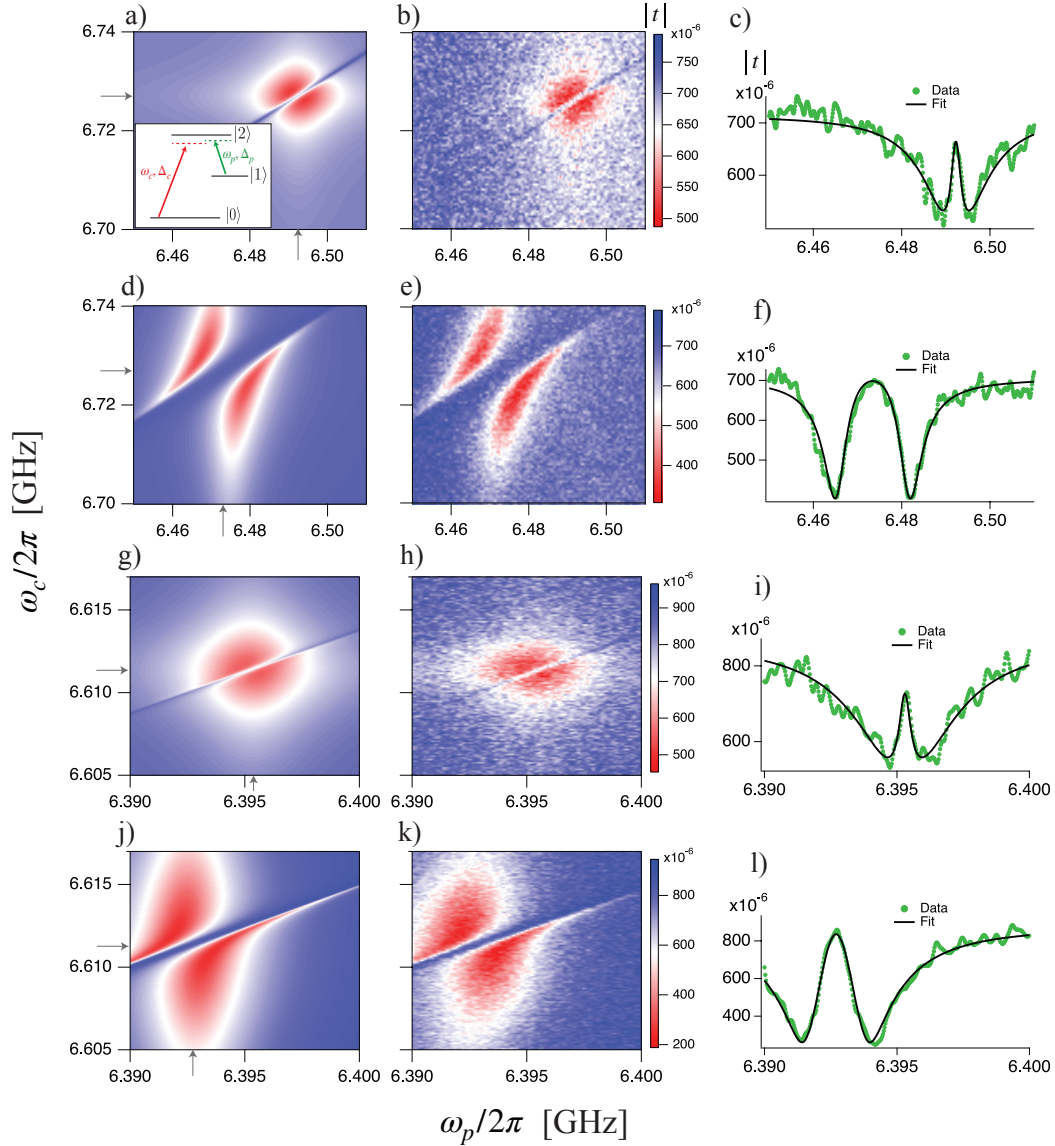 a)
b)
|t|
c)
6.74
6.72
6.70
6.46
6.48
6.50
|2⟩
ω_c, Δ_c
ω_p, Δ_p
|1⟩
|0⟩
6.46
6.48
6.50
x10⁻⁶
750
700
650
600
550
500
|t|
x10⁻⁶
700
600
Data
Fit
6.46
6.48
6.50
d)
e)
f)
6.74
6.72
6.70
6.46
6.48
6.50
6.46
6.48
6.50
x10⁻⁶
800
700
600
500
400
x10⁻⁶
700
600
500
Data
Fit
6.46
6.48
6.50
ω_c/2π [GHz]
g)
h)
i)
6.615
6.610
6.605
6.390
6.395
6.400
6.390
6.395
6.400
x10⁻⁶
900
800
700
600
500
x10⁻⁶
800
600
Data
Fit
6.390
6.395
6.400
j)
k)
l)
6.615
6.610
6.605
6.390
6.395
6.400
6.390
6.395
6.400
x10⁻⁶
800
600
400
200
x10⁻⁶
800
600
400
Data
Fit
6.390
6.395
6.400
ω_p/2π [GHz]